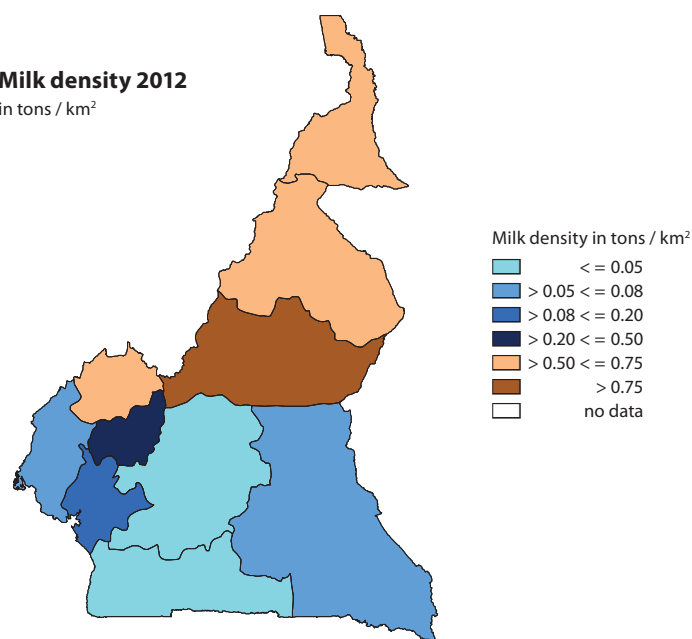 Milk density 2012
in tons / km²
Milk density in tons / km²
< = 0.05
> 0.05 < = 0.08
> 0.08 < = 0.20
> 0.20 < = 0.50
> 0.50 < = 0.75
> 0.75
no data